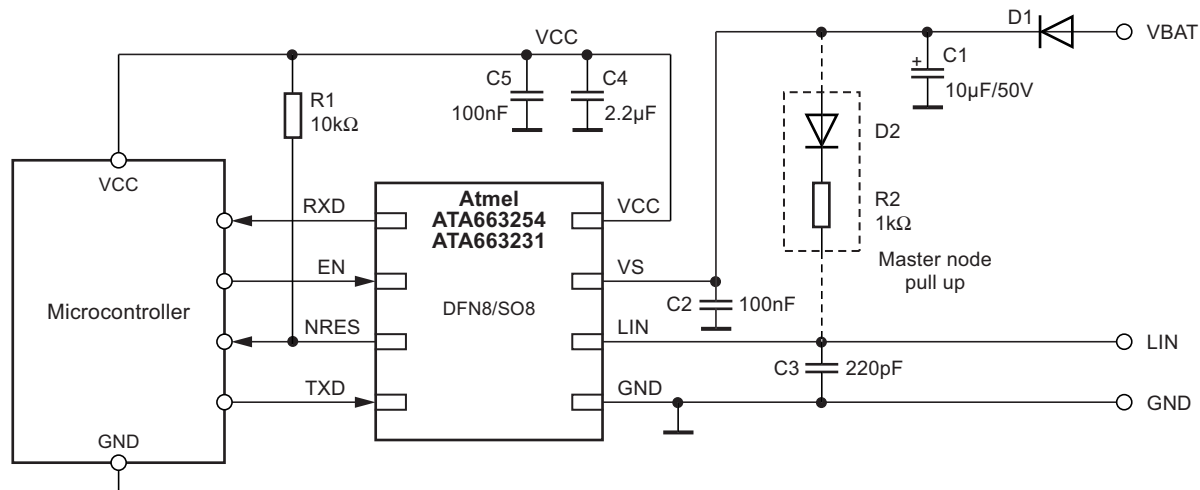 D1
VBAT
VCC
C5
100nF
C4
2.2µF
+
C1
10µF/50V
R1
10kΩ
D2
VCC
RXD
Atmel
ATA663254
ATA663231
VCC
R2
1kΩ
EN
VS
Master node
pull up
Microcontroller
DFN8/SO8
C2
100nF
NRES
LIN
LIN
C3
220pF
TXD
GND
GND
GND